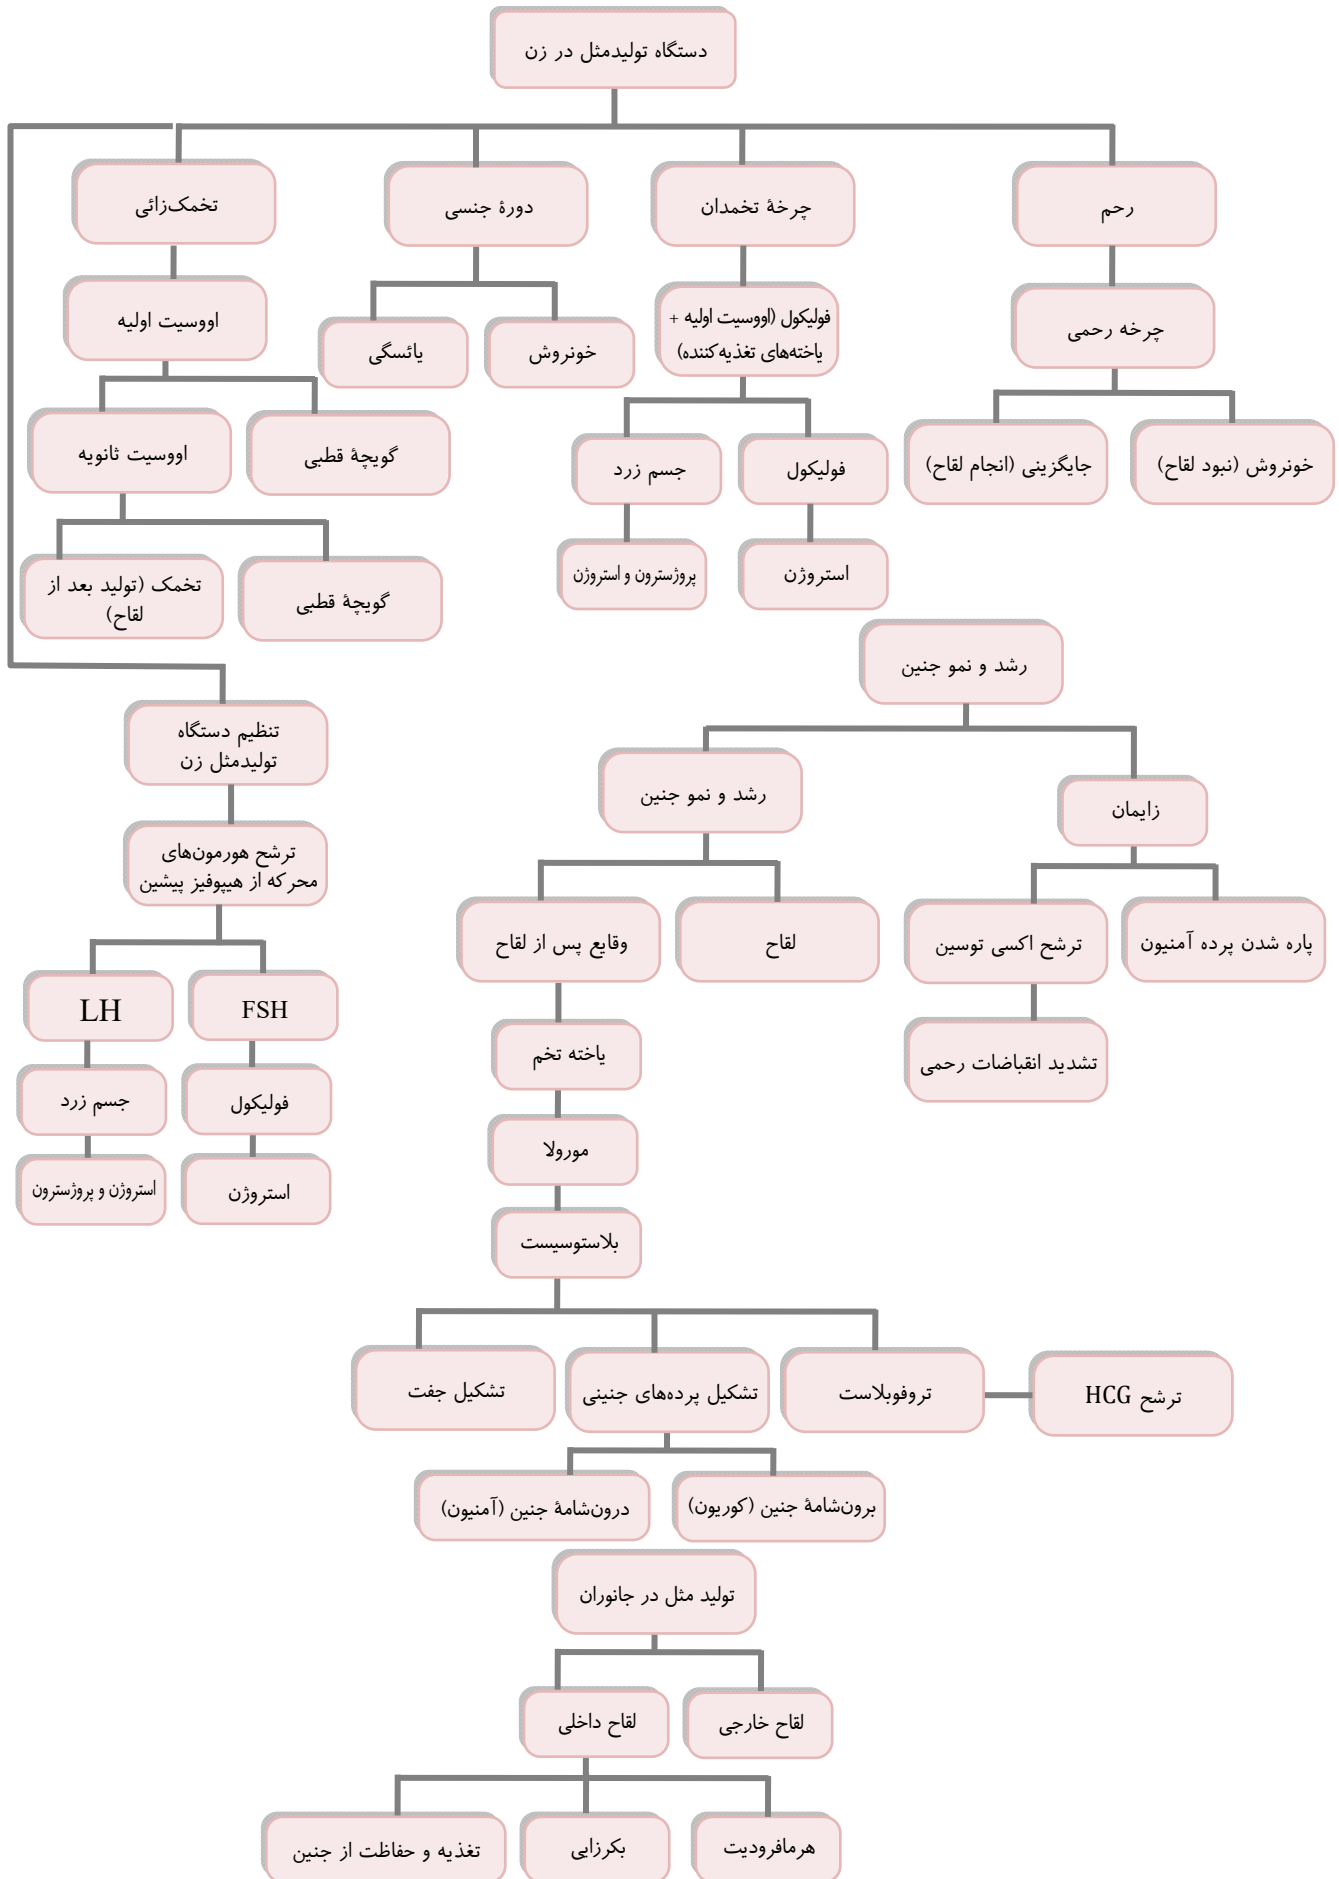 دستگاه تولیدمثل در زن
رحم
چرخۀ تخمدان
دورۀ جنسی
تخمک‌زائی
چرخه رحمی
فولیکول (اووسیت اولیه +
یاخته‌های تغذیه‌کننده)
خونروش
یائسگی
اووسیت اولیه
خونروش (نبود لقاح)
جایگزینی (انجام لقاح)
فولیکول
جسم زرد
گویچۀ قطبی
اووسیت ثانویه
استروژن
پروژسترون و استروژن
گویچۀ قطبی
تخمک (تولید بعد از
لقاح)
تنظیم دستگاه
تولیدمثل زن
ترشح هورمون‌های
محرکه از هیپوفیز پیشین
FSH
LH
فولیکول
جسم زرد
استروژن
استروژن و پروژسترون
رشد و نمو جنین
زایمان
رشد و نمو جنین
پاره شدن پرده آمنیون
ترشح اکسی توسین
لقاح
وقایع پس از لقاح
تشدید انقباضات رحمی
یاخته تخم
مورولا
بلاستوسیست
ترشح HCG
تروفوبلاست
تشکیل پرده‌های جنینی
تشکیل جفت
برون‌شامۀ جنین (کوریون)
درون‌شامۀ جنین (آمنیون)
تولید مثل در جانوران
لقاح خارجی
لقاح داخلی
هرمافرودیت
بکرزایی
تغذیه و حفاظت از جنین